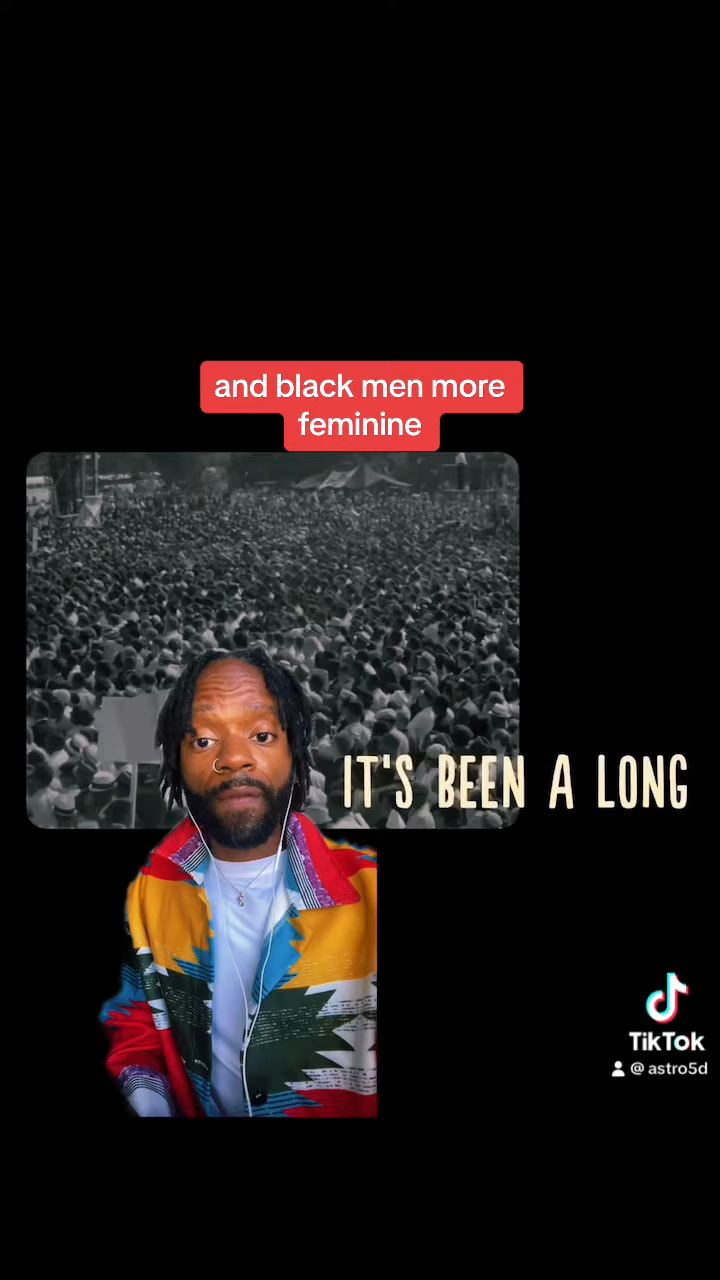 and black men more
feminine
IT'S BEEN A LONG
TikTok
@astro5d